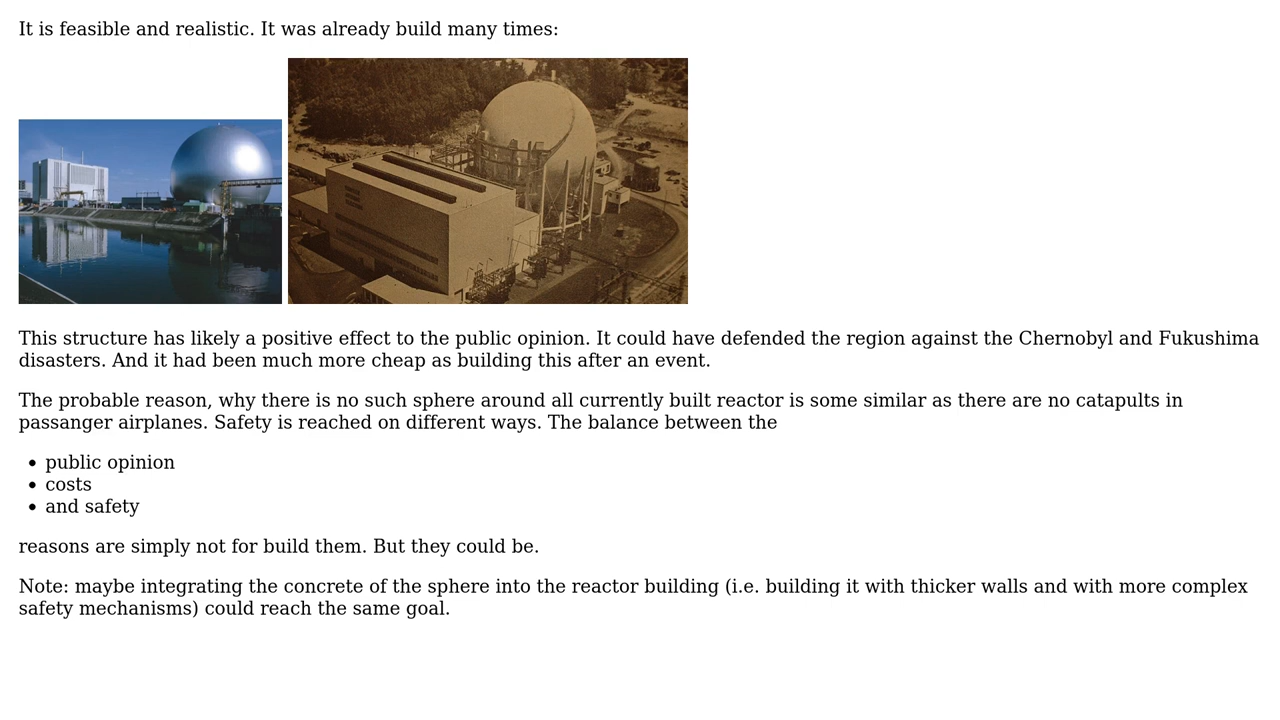 It is feasible and realistic. It was already build many times:
This structure has likely a positive effect to the public opinion. It could have defended the region against the Chernobyl and Fukushima
disasters. And it had been much more cheap as building this after an event.
The probable reason, why there is no such sphere around all currently built reactor is some similar as there are no catapults in
passanger airplanes. Safety is reached on different ways. The balance between the
• public opinion
• costs
• and safety
reasons are simply not for build them. But they could be.
Note: maybe integrating the concrete of the sphere into the reactor building (i.e. building it with thicker walls and with more complex
safety mechanisms) could reach the same goal.